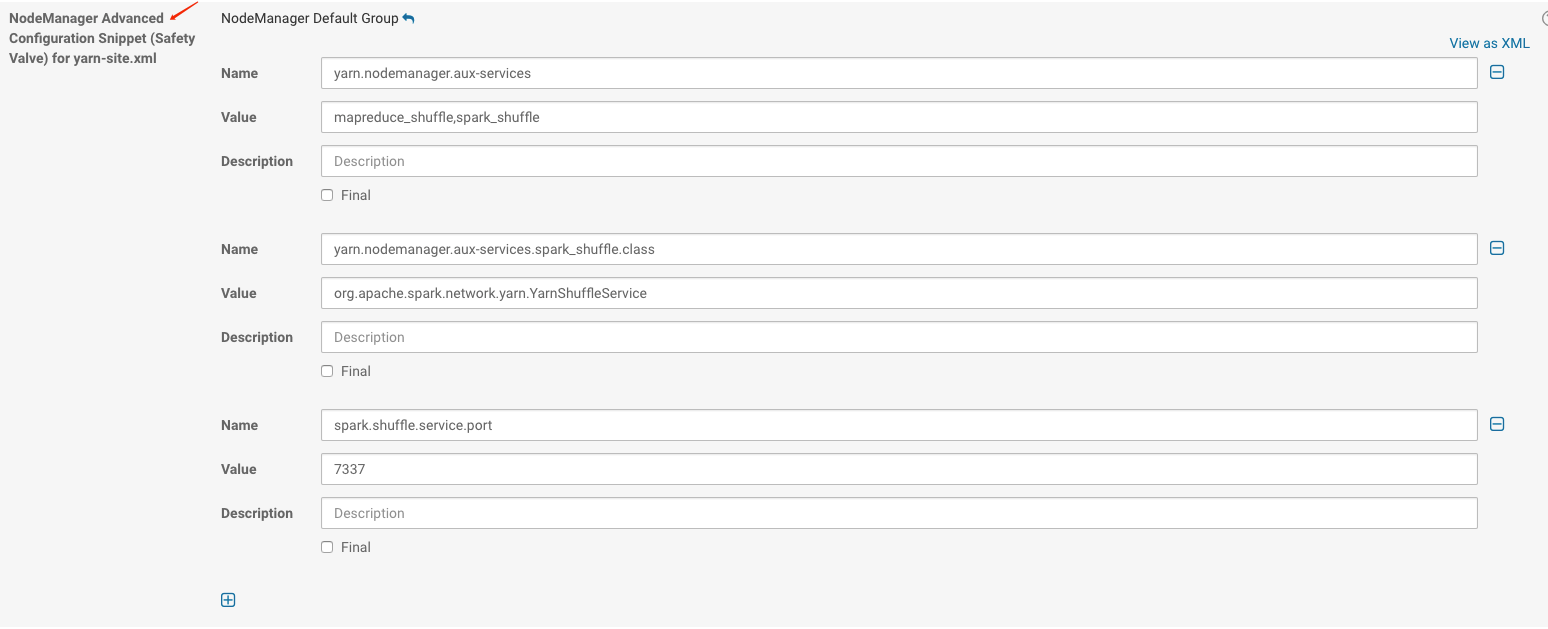 NodeManager Advanced
Configuration Snippet (Safety
Valve) for yarn-site.xml
NodeManager Default Group
View as XML
Name
yarn.nodemanager.aux-services
Value
mapreduce_shuffle,spark_shuffle
Description
Description
Final
Name
yarn.nodemanager.aux-services.spark_shuffle.class
Value
org.apache.spark.network.yarn.YarnShuffleService
Description
Description
Final
Name
spark.shuffle.service.port
Value
7337
Description
Description
Final